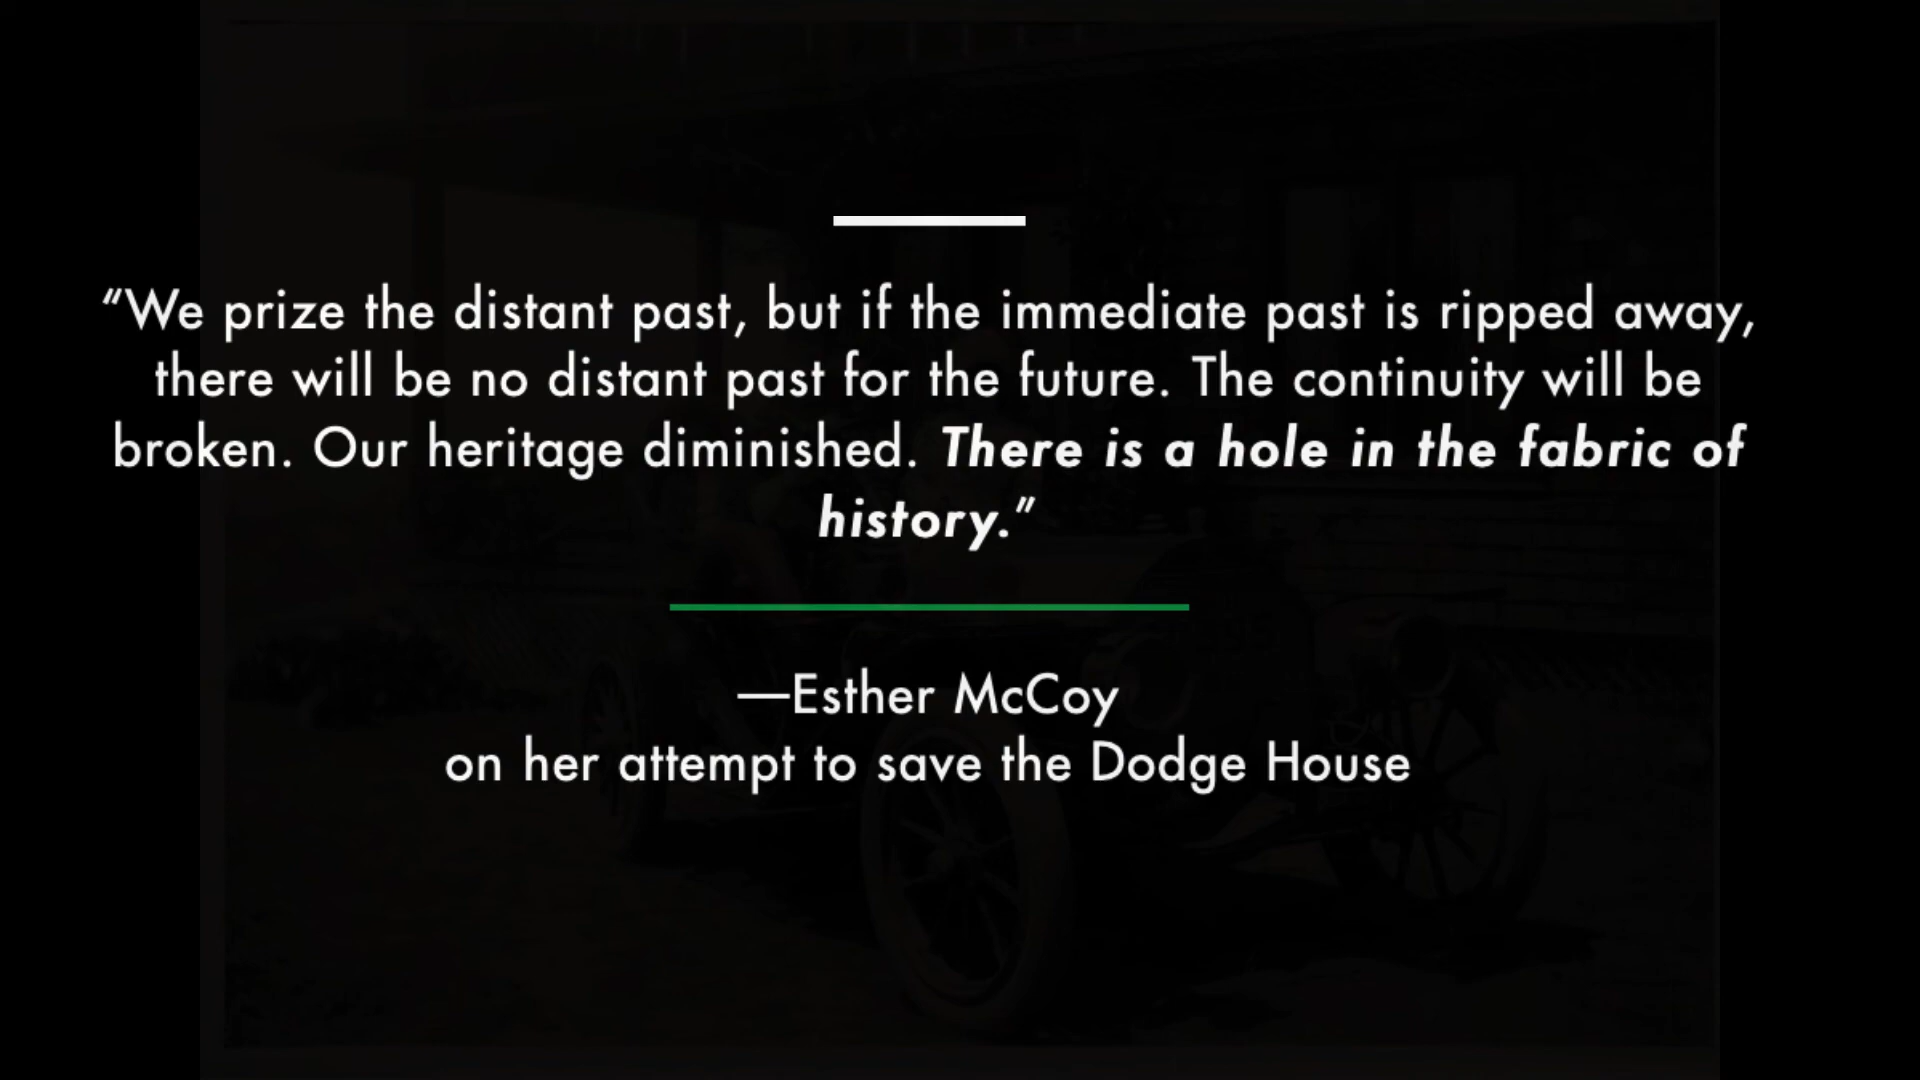 “We prize the distant past, but if the immediate past is ripped away,
there will be no distant past for the future. The continuity will be
broken. Our heritage diminished. There is a hole in the fabric of
history.”
—Esther McCoy
on her attempt to save the Dodge House